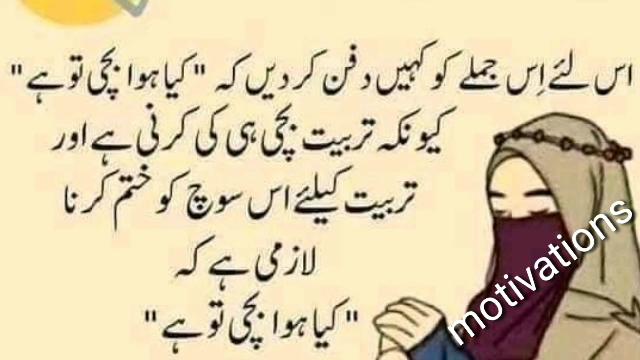 اس لئے اِس جملے کو کہیں دفن کر دیں کہ "کیا ہوا بچی تو ہے"
کیونکہ تربیت بچی ہی کی کرنی ہے اور
تربیت کیلئے اس سوچ کو ختم کرنا
لازمی ہے کہ
"کیا ہوا بچی تو ہے"
motivations